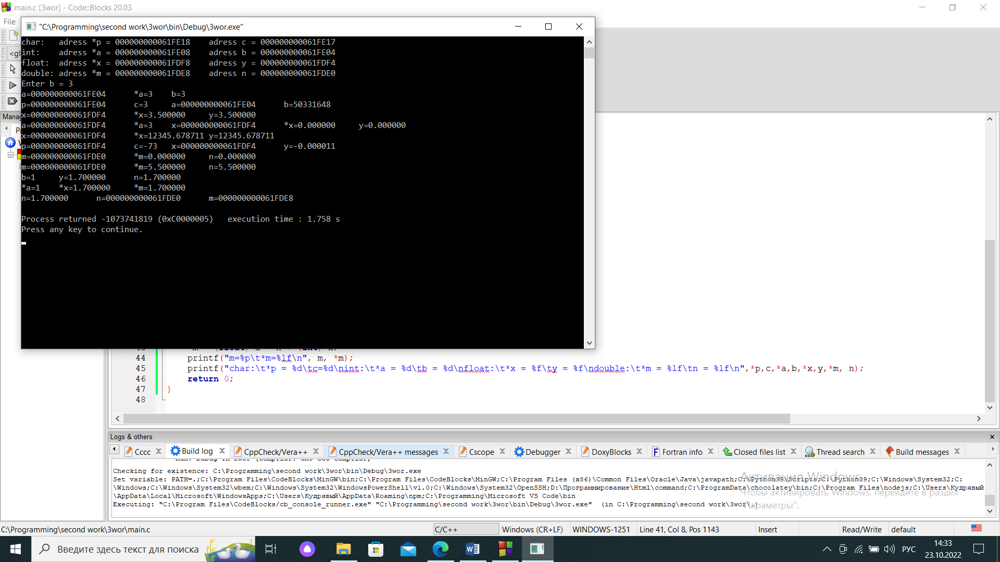 main.c [3wor] - Code::Blocks 20.03
File
"C:\Programming\second work\3wor\bin\Debug\3wor.exe"
char:   adress *p = 000000000061FE18    adress c = 000000000061FE17
int:    adress *a = 000000000061FE08    adress b = 000000000061FE04
float:  adress *x = 000000000061FDF8    adress y = 000000000061FDF4
double: adress *m = 000000000061FDE8    adress n = 000000000061FDE0
Enter b = 3
a=000000000061FE04      *a=3    b=3
p=000000000061FE04      c=3     a=000000000061FE04      b=50331648
x=000000000061FDF4      *x=3.500000     y=3.500000
a=000000000061FDF4      *a=3    x=000000000061FDF4      *x=0.000000     y=0.000000
x=000000000061FDF4      *x=12345.678711 y=12345.678711
p=000000000061FDF4      c=-73   x=000000000061FDF4      y=-0.000011
m=000000000061FDE0      *m=0.000000     n=0.000000
m=000000000061FDE0      *m=5.500000     n=5.500000
b=1     y=1.700000      n=1.700000
*a=1    *x=1.700000     *m=1.700000
n=1.700000      n=000000000061FDE0      m=000000000061FDE8
Process returned -1073741819 (0xC0000005)   execution time : 1.758 s
Press any key to continue.
<gl
Manag
Pr
44 printf("m=%p\t*m=%lf\n", m, *m);
45 printf("char:\t*p = %d\tc=%d\nint:\t*a = %d\tb = %d\nfloat:\t*x = %f\ty = %f\ndouble:\t*m = %lf\tn = %lf\n",*p,c,*a,b,*x,y,*m, n);
46 return 0;
47 }
48
Logs & others
Cccc Build log CppCheck/Vera++ CppCheck/Vera++ messages Cscope Debugger DoxyBlocks Fortran info Closed files list Thread search Build messages
Checking for existence: C:\Programming\second work\3wor\bin\Debug\3wor.exe
Set variable: PATH=.;C:\Program Files\CodeBlocks\MinGW\bin;C:\Program Files\CodeBlocks\MinGW;C:\Program Files (x86)\Common Files\Oracle\Java\javapath;C:\Python39\Scripts;C:\Python39;C:\Windows\System32;C:
\Windows;C:\Windows\System32\wbem;C:\Windows\System32\WindowsPowerShell\v1.0;C:\Windows\System32\OpenSSH;D:\Программирование\Html\command;C:\ProgramData\chocolatey\bin;C:\Program Files\nodejs;C:\Users\Кудрявый
\AppData\Local\Microsoft\WindowsApps;C:\Users\Кудрявый\AppData\Roaming\npm;C:\Programming\Microsoft VS Code\bin
Executing: "C:\Program Files\CodeBlocks/cb_console_runner.exe" "C:\Programming\second work\3wor\bin\Debug\3wor.exe"  (in C:\Programming\second work\3wor\.)
Активация Windows
Чтобы активировать Windows, перейдите в раздел
"Параметры".
C:\Programming\second work\3wor\main.c C/C++ Windows (CR+LF) WINDOWS-1251 Line 41, Col 8, Pos 1143 Insert Read/Write default
Введите здесь текст для поиска
РУС
14:33
23.10.2022